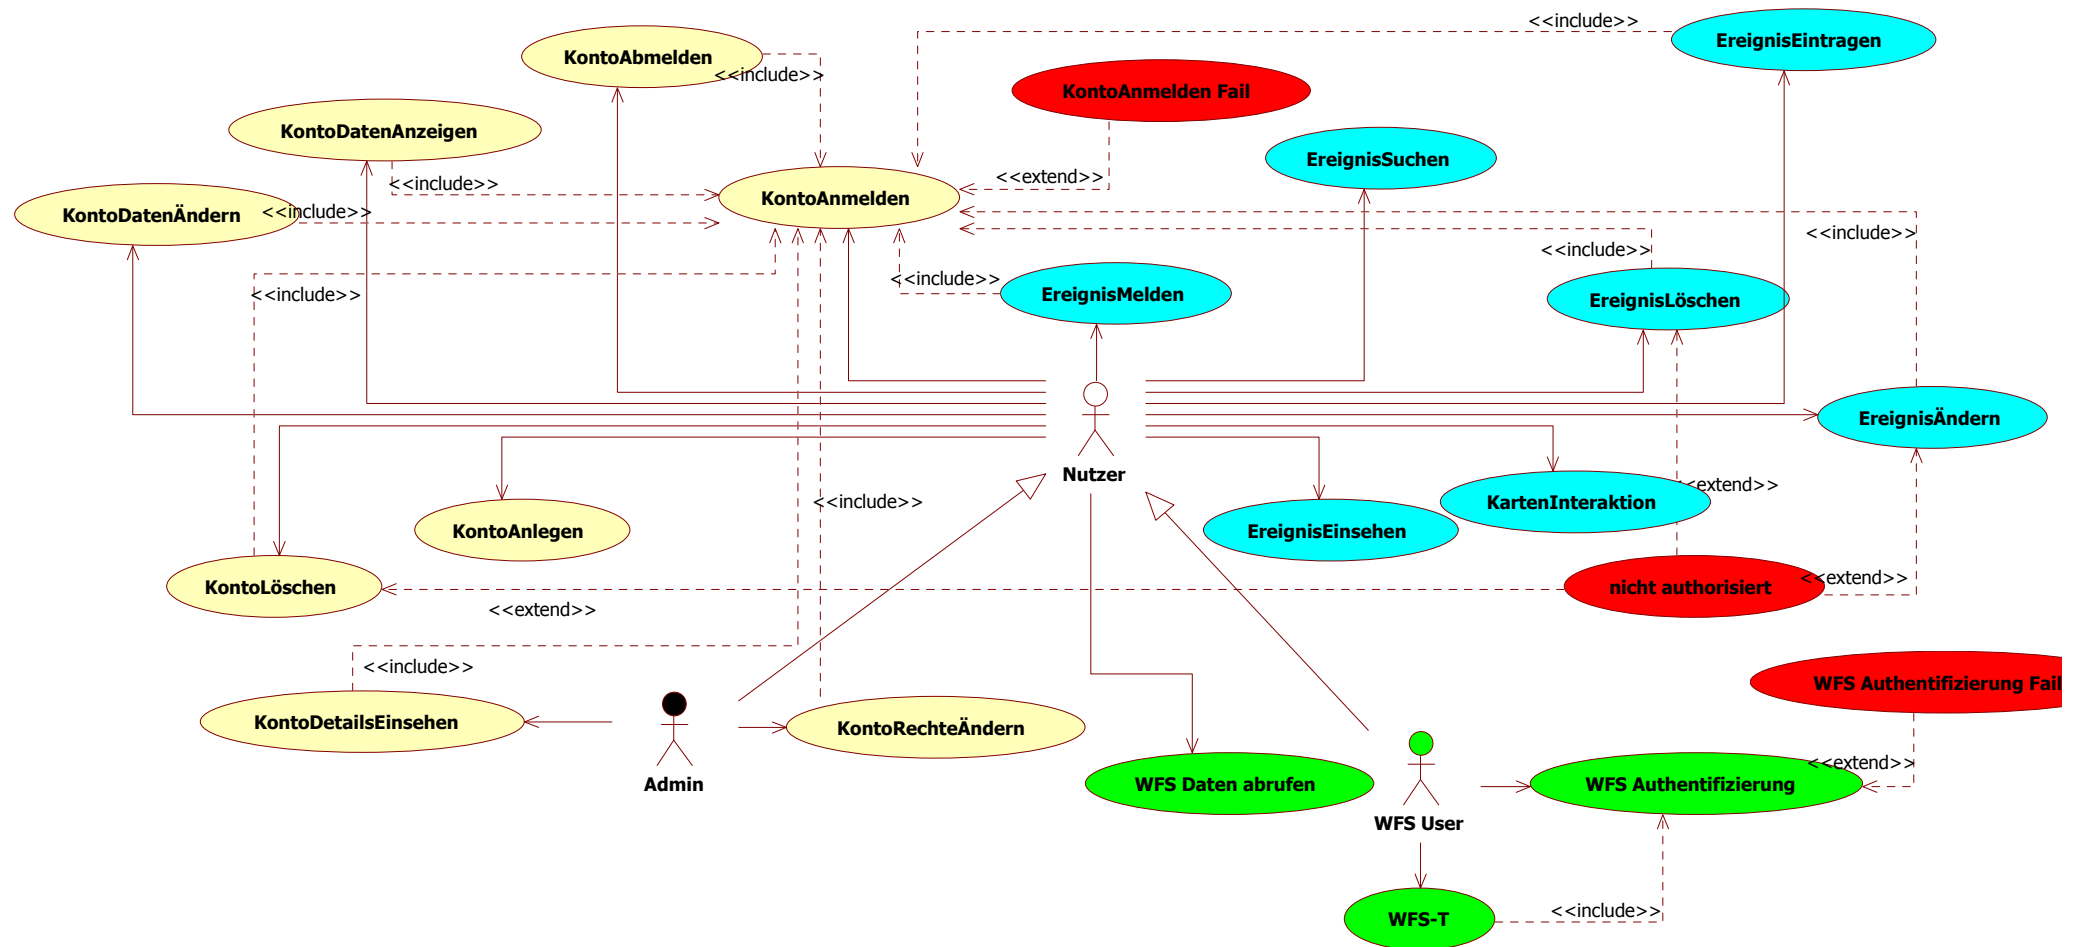 <<include>>
EreignisEintragen
KontoAbmelden
<<include>>
KontoAnmelden Fail
KontoDatenAnzeigen
EreignisSuchen
<<include>>
<<extend>>
KontoAnmelden
KontoDatenÄndern
<<include>>
<<include>>
<<include>>
<<include>>
EreignisMelden
<<include>>
EreignisLöschen
EreignisÄndern
Nutzer
<<extend>>
<<include>>
KartenInteraktion
KontoAnlegen
EreignisEinsehen
KontoLöschen
<<extend>>
nicht authorisiert
<<extend>>
<<include>>
WFS Authentifizierung Fail
KontoDetailsEinsehen
KontoRechteÄndern
<<extend>>
Admin
WFS Daten abrufen
WFS Authentifizierung
WFS User
<<include>>
WFS-T